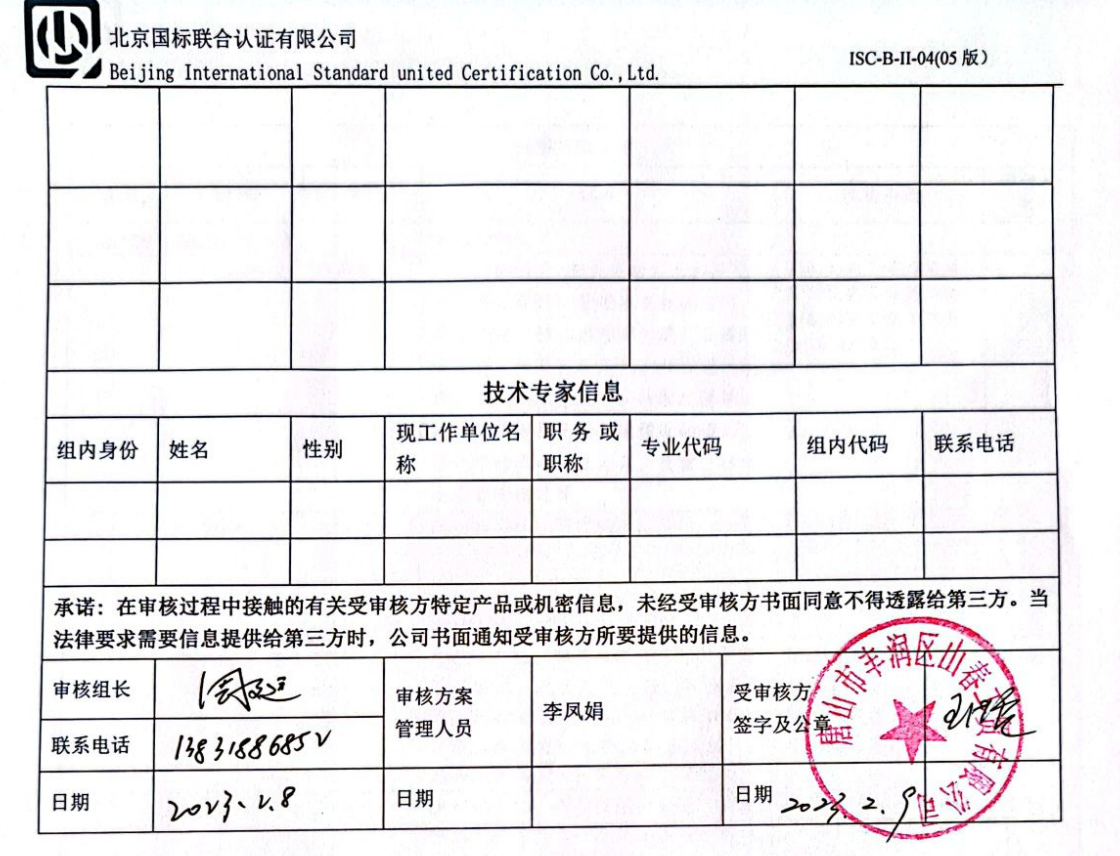 北京国标联合认证有限公司
Beijing International Standard united Certification Co.,Ltd.
ISC-B-II-04(05 版)
技术专家信息
组内身份 姓名 性别 现工作单位名称 职务或职称 专业代码 组内代码 联系电话
承诺：在审核过程中接触的有关受审核方特定产品或机密信息，未经受审核方书面同意不得透露给第三方。当
法律要求需要信息提供给第三方时，公司书面通知受审核方所要提供的信息。
审核组长
联系电话 13831886852
审核方案
管理人员
李凤娟
受审核方
签字及公章
唐山市丰润区山春 有限公司
日期 2023.2.8
日期
日期 2023.2.9